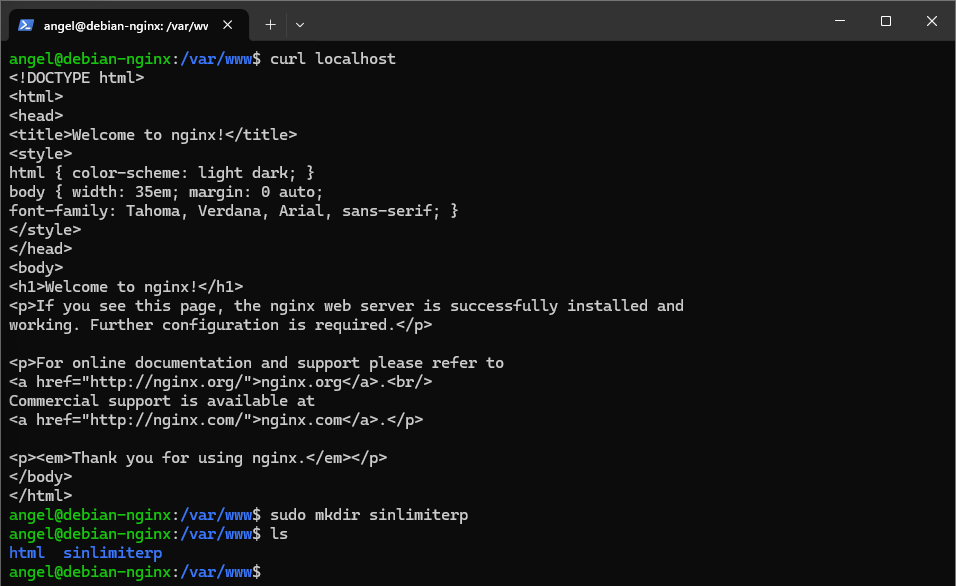 angel@debian-nginx: /var/ww
angel@debian-nginx:/var/www$ curl localhost
<!DOCTYPE html>
<html>
<head>
<title>Welcome to nginx!</title>
<style>
html { color-scheme: light dark; }
body { width: 35em; margin: 0 auto;
font-family: Tahoma, Verdana, Arial, sans-serif; }
</style>
</head>
<body>
<h1>Welcome to nginx!</h1>
<p>If you see this page, the nginx web server is successfully installed and
working. Further configuration is required.</p>

<p>For online documentation and support please refer to
<a href="http://nginx.org/">nginx.org</a>.<br/>
Commercial support is available at
<a href="http://nginx.com/">nginx.com</a>.</p>

<p><em>Thank you for using nginx.</em></p>
</body>
</html>
angel@debian-nginx:/var/www$ sudo mkdir sinlimiterp
angel@debian-nginx:/var/www$ ls
html  sinlimiterp
angel@debian-nginx:/var/www$